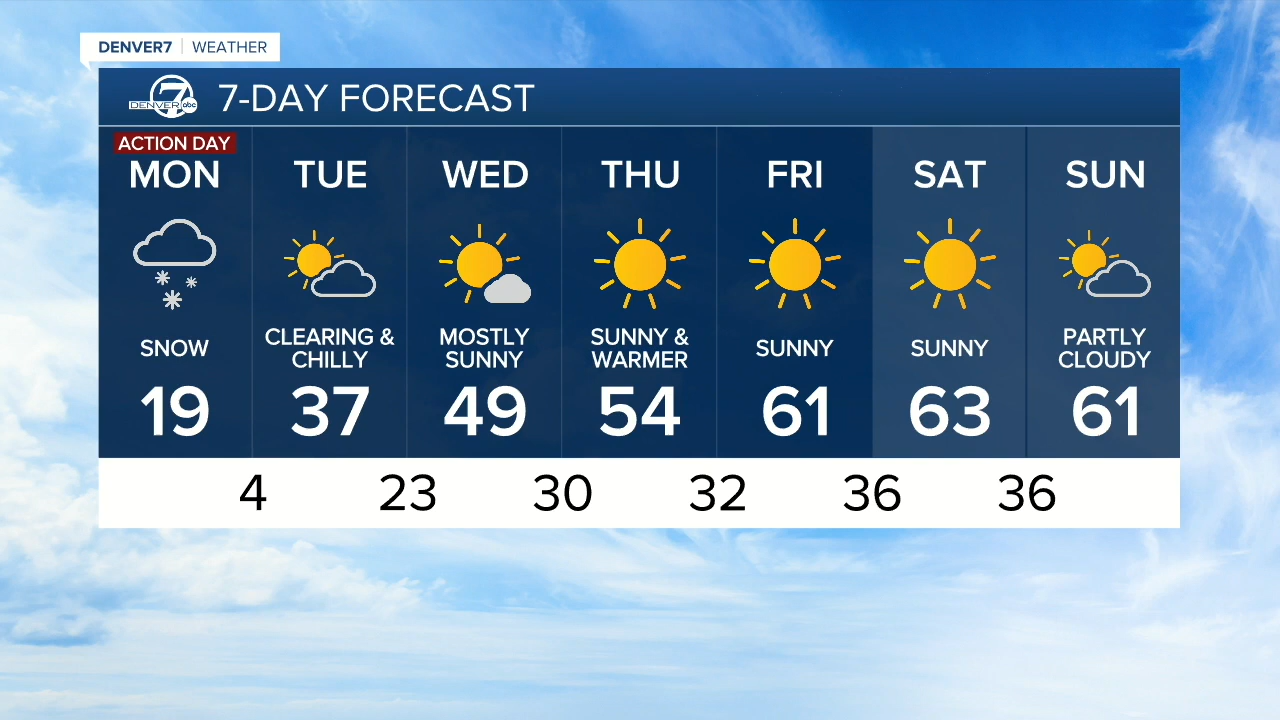 DENVER7 | WEATHER
7
DENVER abc
7-DAY FORECAST
ACTION DAY
MON
SNOW
19
TUE
CLEARING &
CHILLY
37
WED
MOSTLY
SUNNY
49
THU
SUNNY &
WARMER
54
FRI
SUNNY
61
SAT
SUNNY
63
SUN
PARTLY
CLOUDY
61
4 23 30 32 36 36